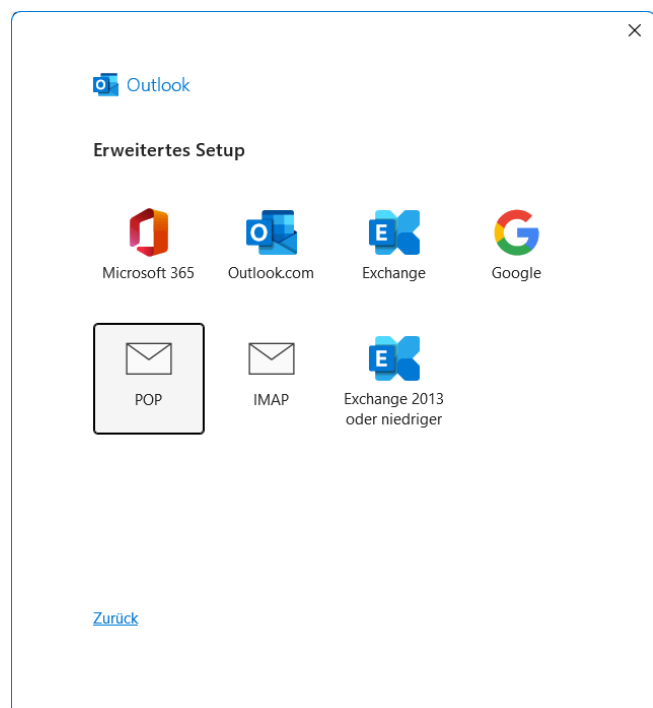 Outlook
Erweitertes Setup
Microsoft 365
Outlook.com
Exchange
Google
POP
IMAP
Exchange 2013
oder niedriger
Zurück